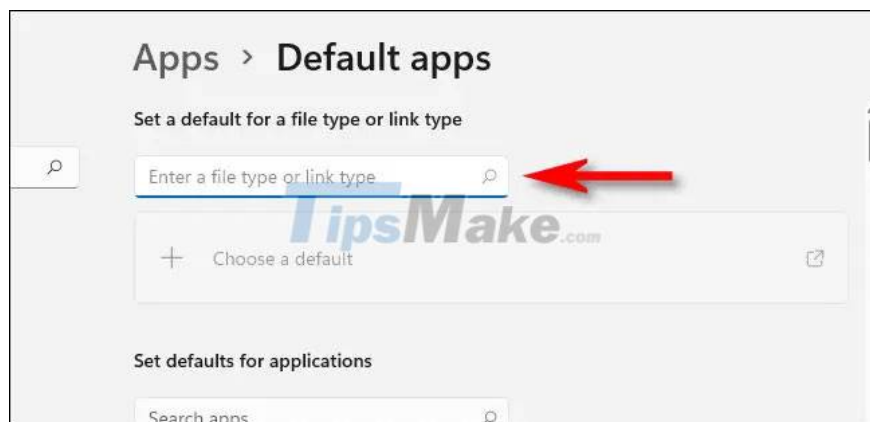 Apps > Default apps
Set a default for a file type or link type
Enter a file type or link type
TipsMake.com
+ Choose a default
Set defaults for applications
Search apps